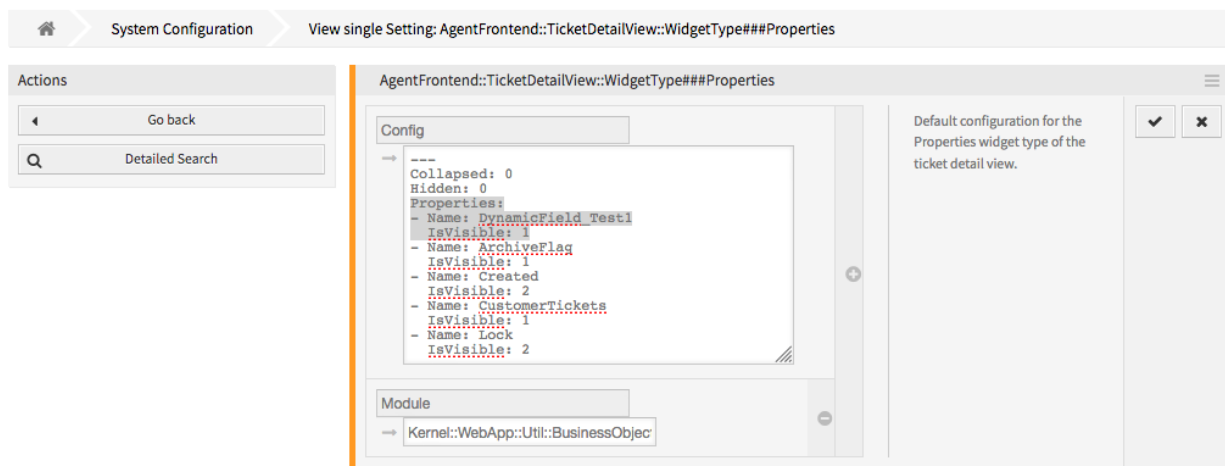 System Configuration View single Setting: AgentFrontend::TicketDetailView::WidgetType###Properties
Actions
Go back
Detailed Search
AgentFrontend::TicketDetailView::WidgetType###Properties
Config
---
Collapsed: 0
Hidden: 0
Properties:
- Name: DynamicField_Test1
IsVisible: 1
- Name: ArchiveFlag
IsVisible: 1
- Name: Created
IsVisible: 2
- Name: CustomerTickets
IsVisible: 1
- Name: Lock
IsVisible: 2
Module
Kernel::WebApp::Util::BusinessObjec
Default configuration for the
Properties widget type of the
ticket detail view.